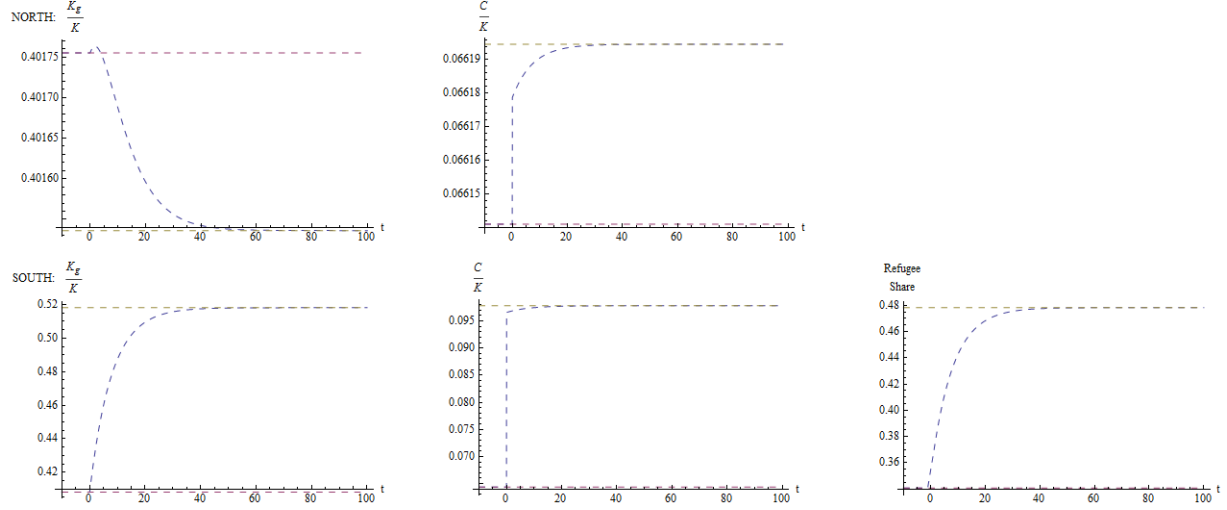 NORTH: K_g/K
0.40175
0.40170
0.40165
0.40160
0 20 40 60 80 100 t
C/K
0.06619
0.06618
0.06617
0.06616
0.06615
0 20 40 60 80 100 t
SOUTH: K_g/K
0.52
0.50
0.48
0.46
0.44
0.42
0 20 40 60 80 100 t
C/K
0.095
0.090
0.085
0.080
0.075
0.070
0 20 40 60 80 100 t
Refugee
Share
0.48
0.46
0.44
0.42
0.40
0.38
0.36
0 20 40 60 80 100 t